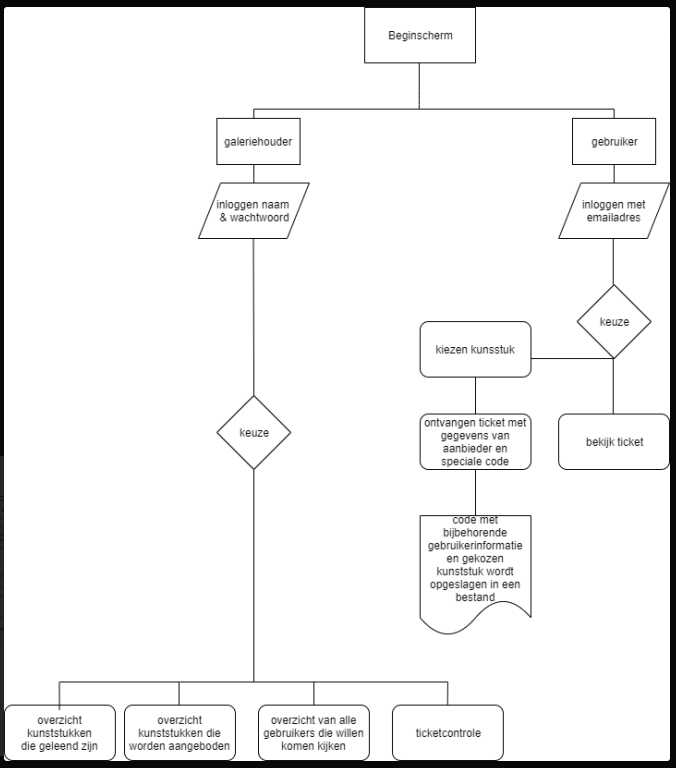 Beginscherm
galeriehouder
gebruiker
inloggen naam
& wachtwoord
inloggen met
emailadres
keuze
kiezen kunsstuk
keuze
ontvangen ticket met
gegevens van
aanbieder en
speciale code
bekijk ticket
code met
bijbehorende
gebruikerinformatie
en gekozen
kunststuk wordt
opgeslagen in een
bestand
overzicht
kunststukken
die geleend zijn
overzicht
kunststukken die
worden aangeboden
overzicht van alle
gebruikers die willen
komen kijken
ticketcontrole